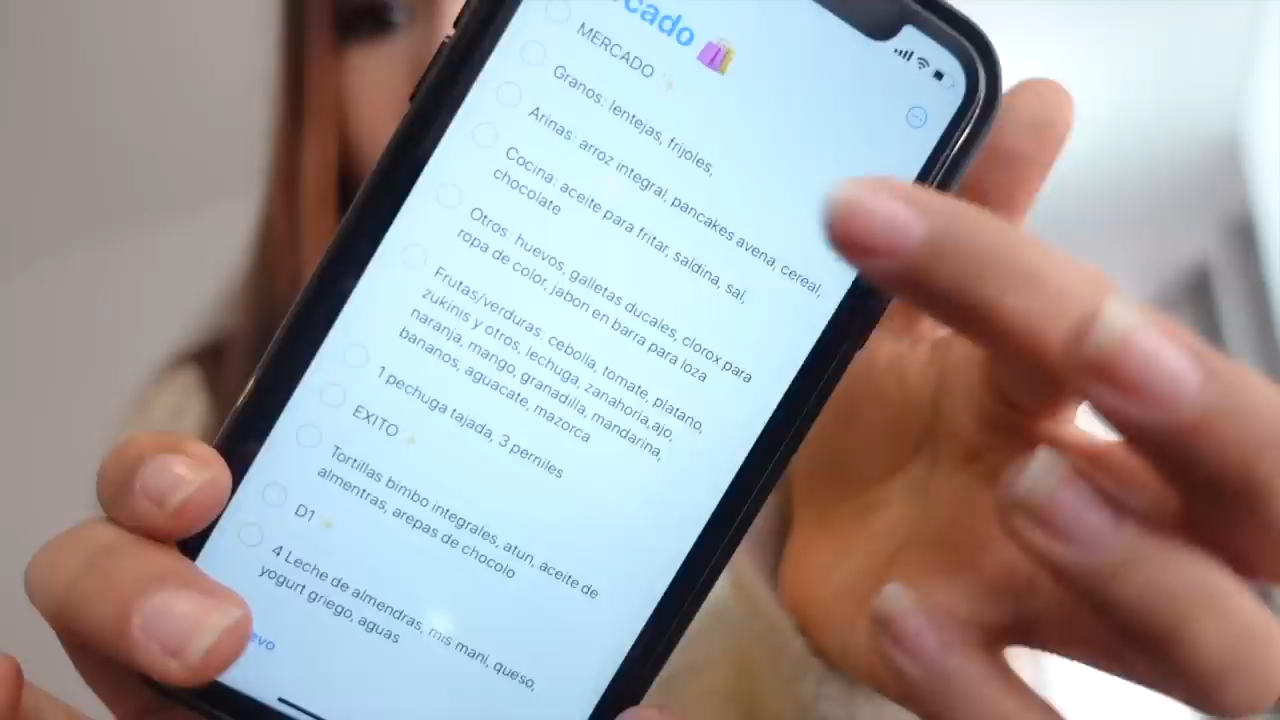 rcado 🛍️
MERCADO ✨
Granos: lentejas, frijoles,
Arinas: arroz integral, pancakes avena, cereal,
Cocina: aceite para fritar, saldina, sal,
chocolate
Otros. huevos, galletas ducales, clorox para
ropa de color, jabon en barra para loza
Frutas/verduras: cebolla, tomate, platano,
zukinis y otros, lechuga, zanahoria,ajo,
naranja, mango, granadilla, mandarina,
bananos, aguacate, mazorca
1 pechuga tajada, 3 perniles
EXITO ✨
Tortillas bimbo integrales, atun, aceite de
almentras, arepas de chocolo
D1 ✨
4 Leche de almendras, mis mani, queso,
yogurt griego, aguas
evo